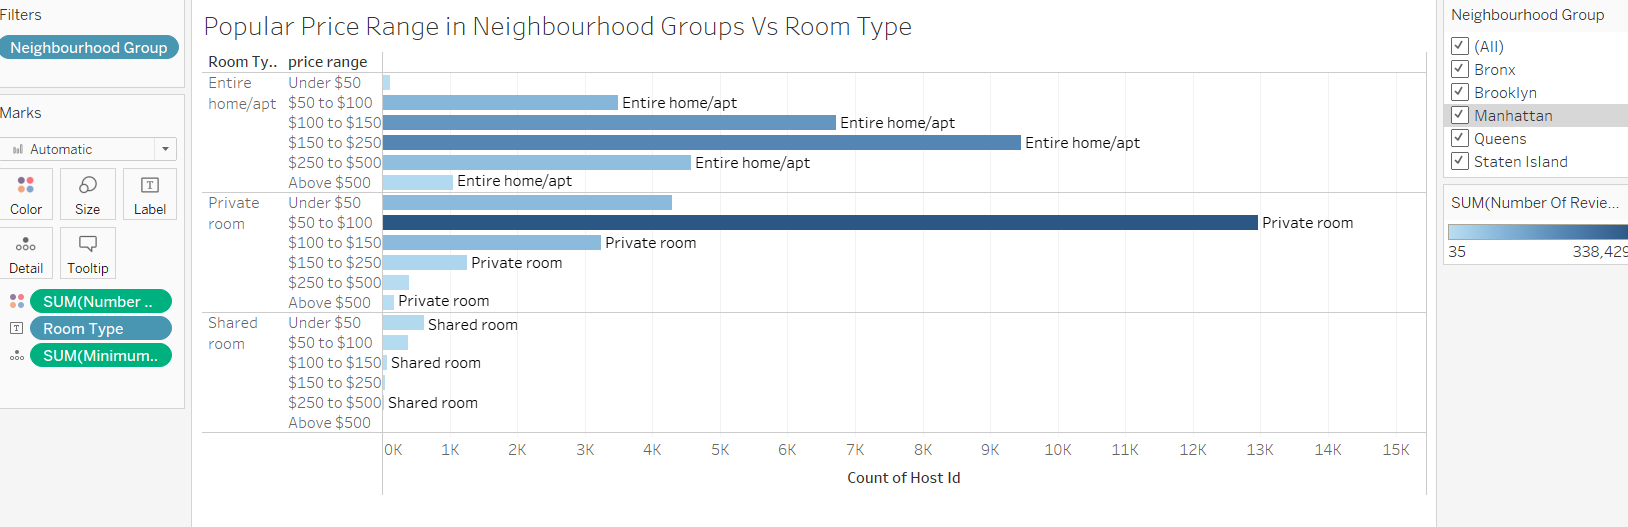 Filters
Neighbourhood Group
Marks
Automatic
Color
Size
Label
Detail
Tooltip
SUM(Number ..
Room Type
SUM(Minimum..
Popular Price Range in Neighbourhood Groups Vs Room Type
Room Ty.. price range
Entire home/apt
Under $50
$50 to $100 Entire home/apt
$100 to $150 Entire home/apt
$150 to $250 Entire home/apt
$250 to $500 Entire home/apt
Above $500 Entire home/apt
Private room
Under $50
$50 to $100 Private room
$100 to $150 Private room
$150 to $250 Private room
$250 to $500
Above $500 Private room
Shared room
Under $50 Shared room
$50 to $100
$100 to $150 Shared room
$150 to $250
$250 to $500 Shared room
Above $500
0K 1K 2K 3K 4K 5K 6K 7K 8K 9K 10K 11K 12K 13K 14K 15K
Count of Host Id
Neighbourhood Group
(All)
Bronx
Brooklyn
Manhattan
Queens
Staten Island
SUM(Number Of Revie...
35 338,429